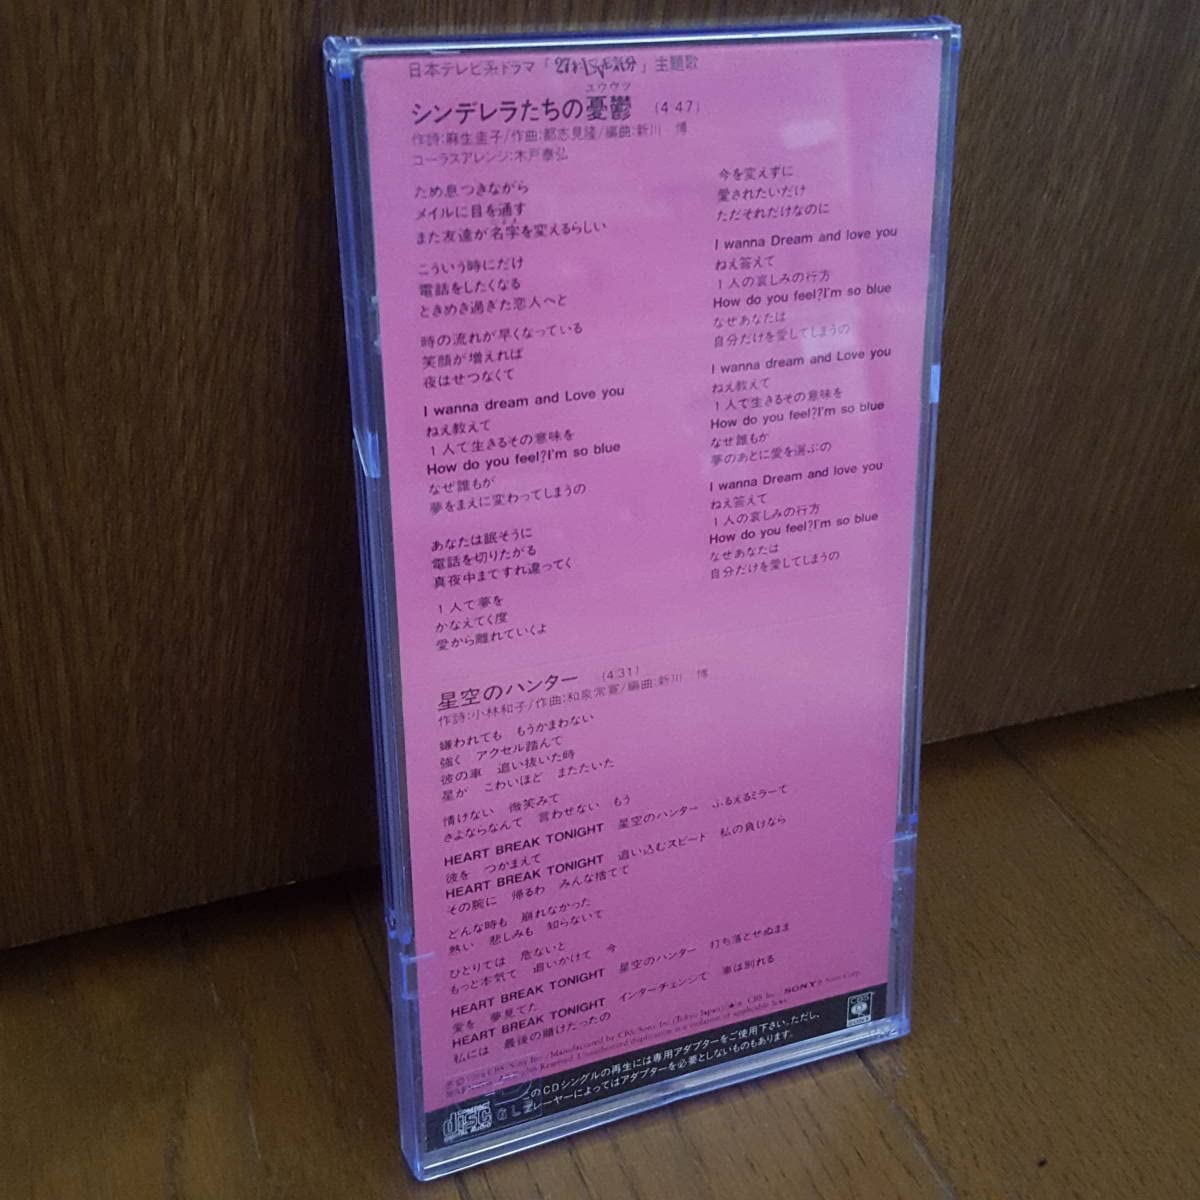 日本テレビ系ドラマ「27才は、花気分」主題歌
ユウウツ
シンデレラたちの憂鬱 (4:47)
作詩:麻生圭子/作曲:都志見隆/編曲:新川 博
コーラスアレンジ:木戸泰弘
ため息つきながら
メイルに目を通す
また友達が名字を変えるらしい
こういう時にだけ
電話をしたくなる
ときめき過ぎた恋人へと
時の流れが早くなっている
笑顔が増えれば
夜はせつなくて
I wanna dream and Love you
ねえ教えて
1人で生きるその意味を
How do you feel?I'm so blue
なぜ誰もが
夢をまえに変わってしまうの
あなたは眠そうに
電話を切りたがる
真夜中まですれ違ってく
1人で夢を
かなえてく度
愛から離れていくよ
今を変えずに
愛されたいだけ
ただそれだけなのに
I wanna Dream and love you
ねえ答えて
1人の哀しみの行方
How do you feel?I'm so blue
なぜあなたは
自分だけを愛してしまうの
I wanna dream and Love you
ねえ教えて
1人で生きるその意味を
How do you feel?I'm so blue
なぜ誰もが
夢のあとに愛を選ぶの
I wanna Dream and love you
ねえ答えて
1人の哀しみの行方
How do you feel?I'm so blue
なぜあなたは
自分だけを愛してしまうの
星空のハンター (4:31)
作詩:小林和子/作曲:和泉常寛/編曲:新川 博
嫌われても もうかまわない
強く アクセル踏んで
彼の車 追い抜いた時
星が こわいほど またたいた
情けない 微笑みで
さよならなんて 言わせない もう
HEART BREAK TONIGHT 星空のハンター ふるえるミラーで
彼を つかまえて
HEART BREAK TONIGHT 追い込むスピード 私の負けなら
その腕に 帰るわ みんな捨てて
どんな時も 崩れなかった
熱い 悲しみも 知らないで
ひとりでは 危ないと
もっと本気で 追いかけて 今
HEART BREAK TONIGHT 星空のハンター 打ち落とせぬまま
愛を 夢見てた
HEART BREAK TONIGHT インターチェンジで 車は別れる
私には 最後の賭けだったの
CBS/Sony Inc./Manufactured by CBS/Sony Inc./Tokyo Japan/ CBS Inc. SONY® Sony Corp.
All Rights Reserved. Unauthorized duplication is a violation of applicable laws.
CBS
SONY
このCDシングルの再生には専用アダプターをご使用下さい。ただし、
プレーヤーによってはアダプターを必要としないものもあります。
COMPACT
disc
DIGITAL AUDIO